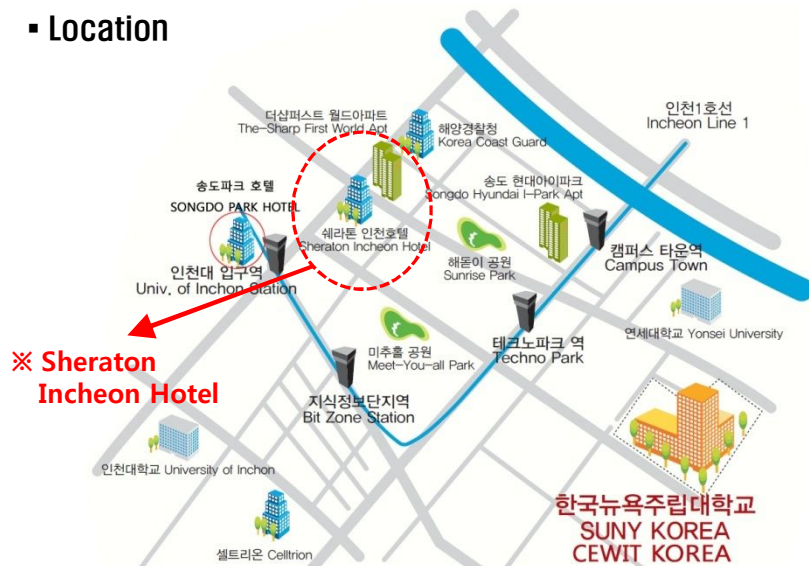 ▪ Location
인천1호선
Incheon Line 1
더샵퍼스트 월드아파트
The-Sharp First World Apt
해양경찰청
Korea Coast Guard
송도파크 호텔
SONGDO PARK HOTEL
송도 현대아이파크
Songdo Hyundai I-Park Apt
쉐라톤 인천호텔
Sheraton Incheon Hotel
해돋이 공원
Sunrise Park
캠퍼스 타운역
Campus Town
인천대 입구역
Univ. of Inchon Station
연세대학교 Yonsei University
테크노파크 역
Techno Park
미추홀 공원
Meet-You-all Park
※ Sheraton
Incheon Hotel
지식정보단지역
Bit Zone Station
인천대학교 University of Inchon
한국뉴욕주립대학교
SUNY KOREA
CEWIT KOREA
셀트리온 Celltrion